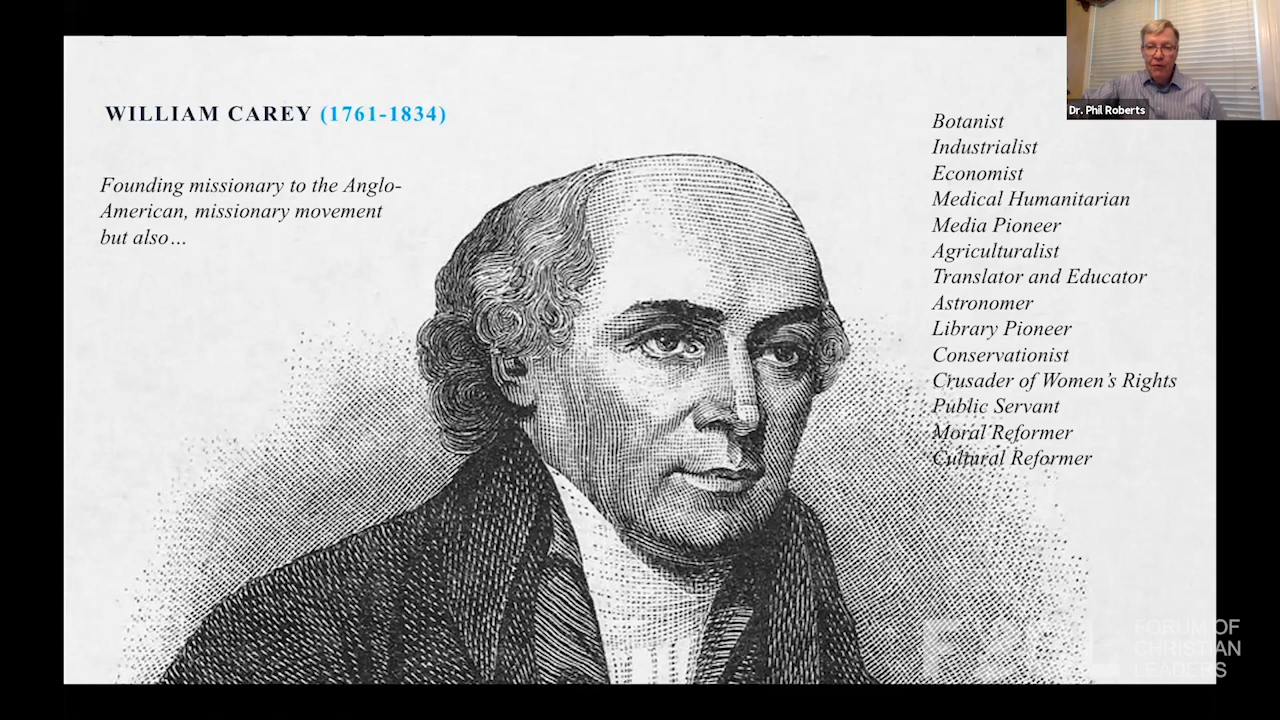 WILLIAM CAREY (1761-1834)
Founding missionary to the Anglo-
American, missionary movement
but also…
Botanist
Industrialist
Economist
Medical Humanitarian
Media Pioneer
Agriculturalist
Translator and Educator
Astronomer
Library Pioneer
Conservationist
Crusader of Women's Rights
Public Servant
Moral Reformer
Cultural Reformer
Dr. Phil Roberts
FORUM OF
CHRISTIAN
LEADERS